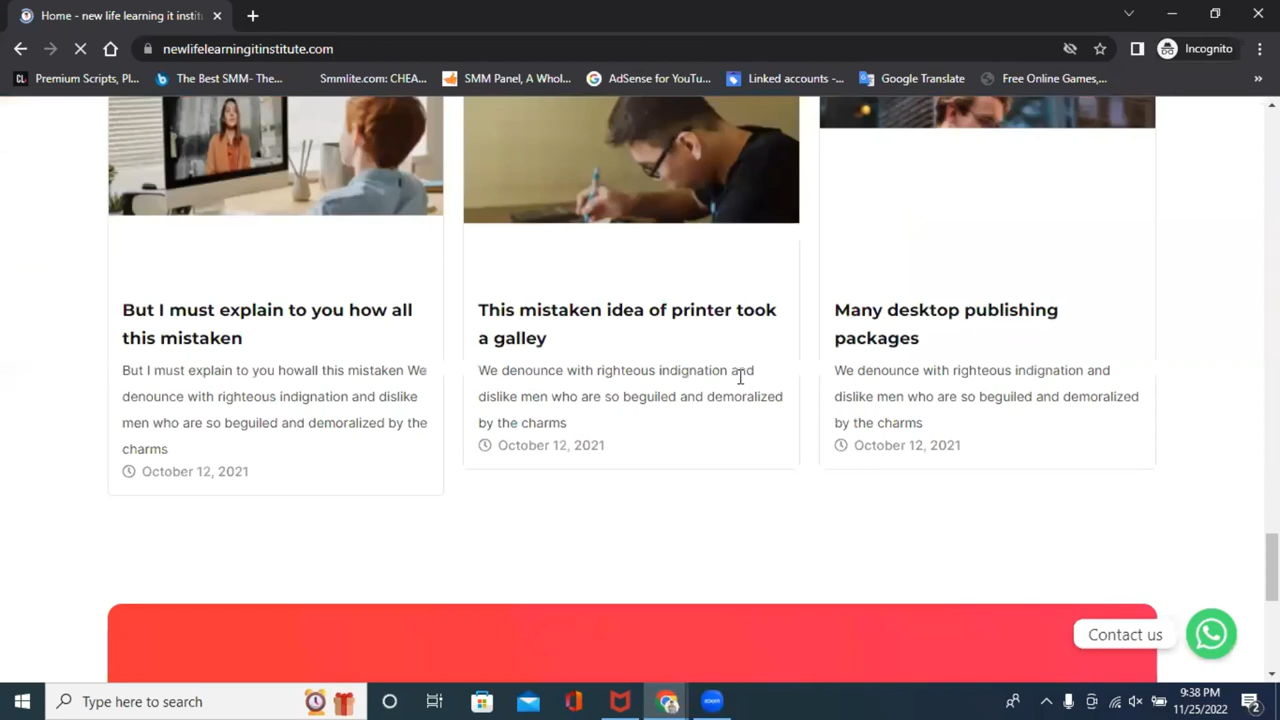 Home - new life learning it instit
newlifelearningitinstitute.com
Incognito
Premium Scripts, Pl...
The Best SMM- The...
Smmlite.com: CHEA...
SMM Panel, A Whol...
AdSense for YouTu...
Linked accounts -...
Google Translate
Free Online Games,...
But I must explain to you how all
this mistaken
But I must explain to you howall this mistaken We
denounce with righteous indignation and dislike
men who are so beguiled and demoralized by the
charms
October 12, 2021
This mistaken idea of printer took
a galley
We denounce with righteous indignation and
dislike men who are so beguiled and demoralized
by the charms
October 12, 2021
Many desktop publishing
packages
We denounce with righteous indignation and
dislike men who are so beguiled and demoralized
by the charms
October 12, 2021
Contact us
Type here to search
zoom
9:38 PM
11/25/2022
2